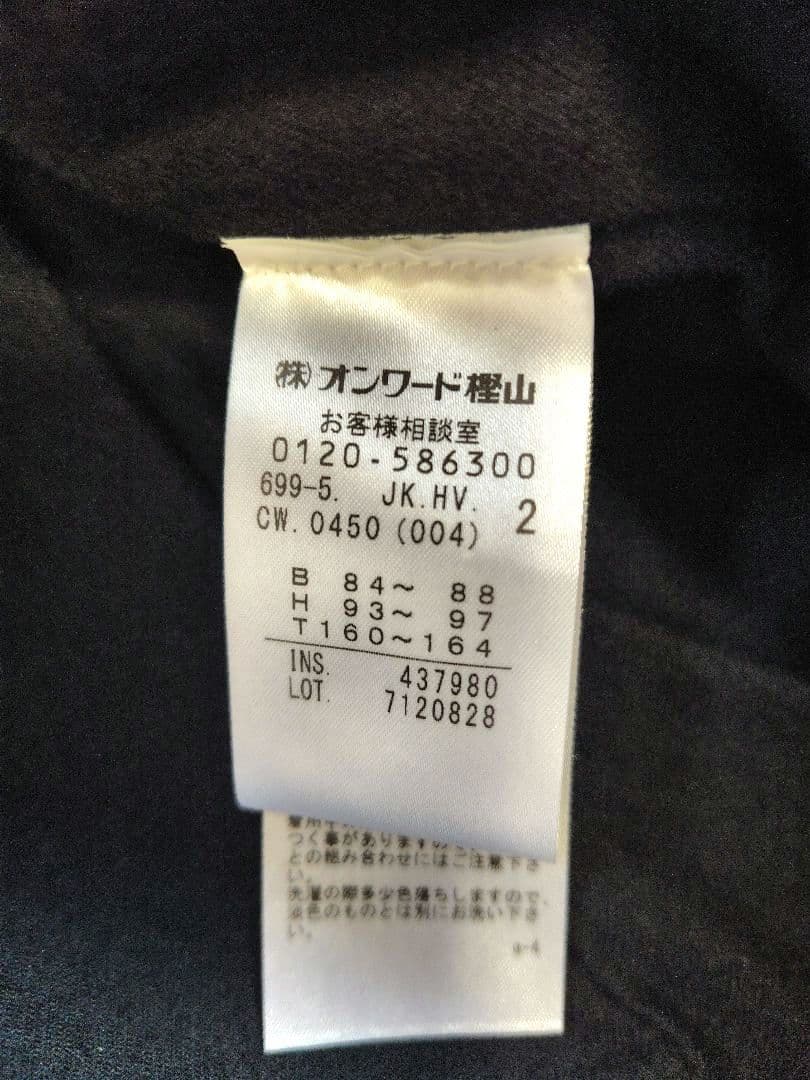 (株)オンワード樫山
お客様相談室
0120-586300
699-5. JK.HV. 2
CW. 0450 (004)
B 84～ 88
H 93～ 97
T 160～164
INS. 437980
LOT. 7120828
つく事がありますので
との組み合わせにはご注意下さ
い。
洗濯の際多少色落ちしますので、
淡色のものとは別にお洗い下さ
い。
a-4